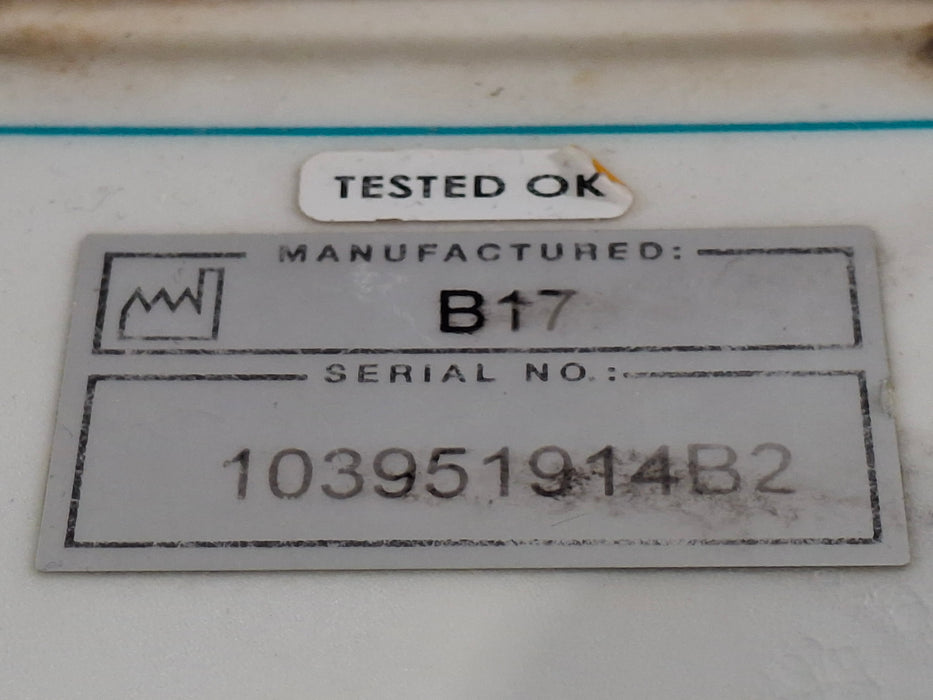 TESTED OK
MANUFACTURED:
B17
SERIAL NO.:
103951914B2